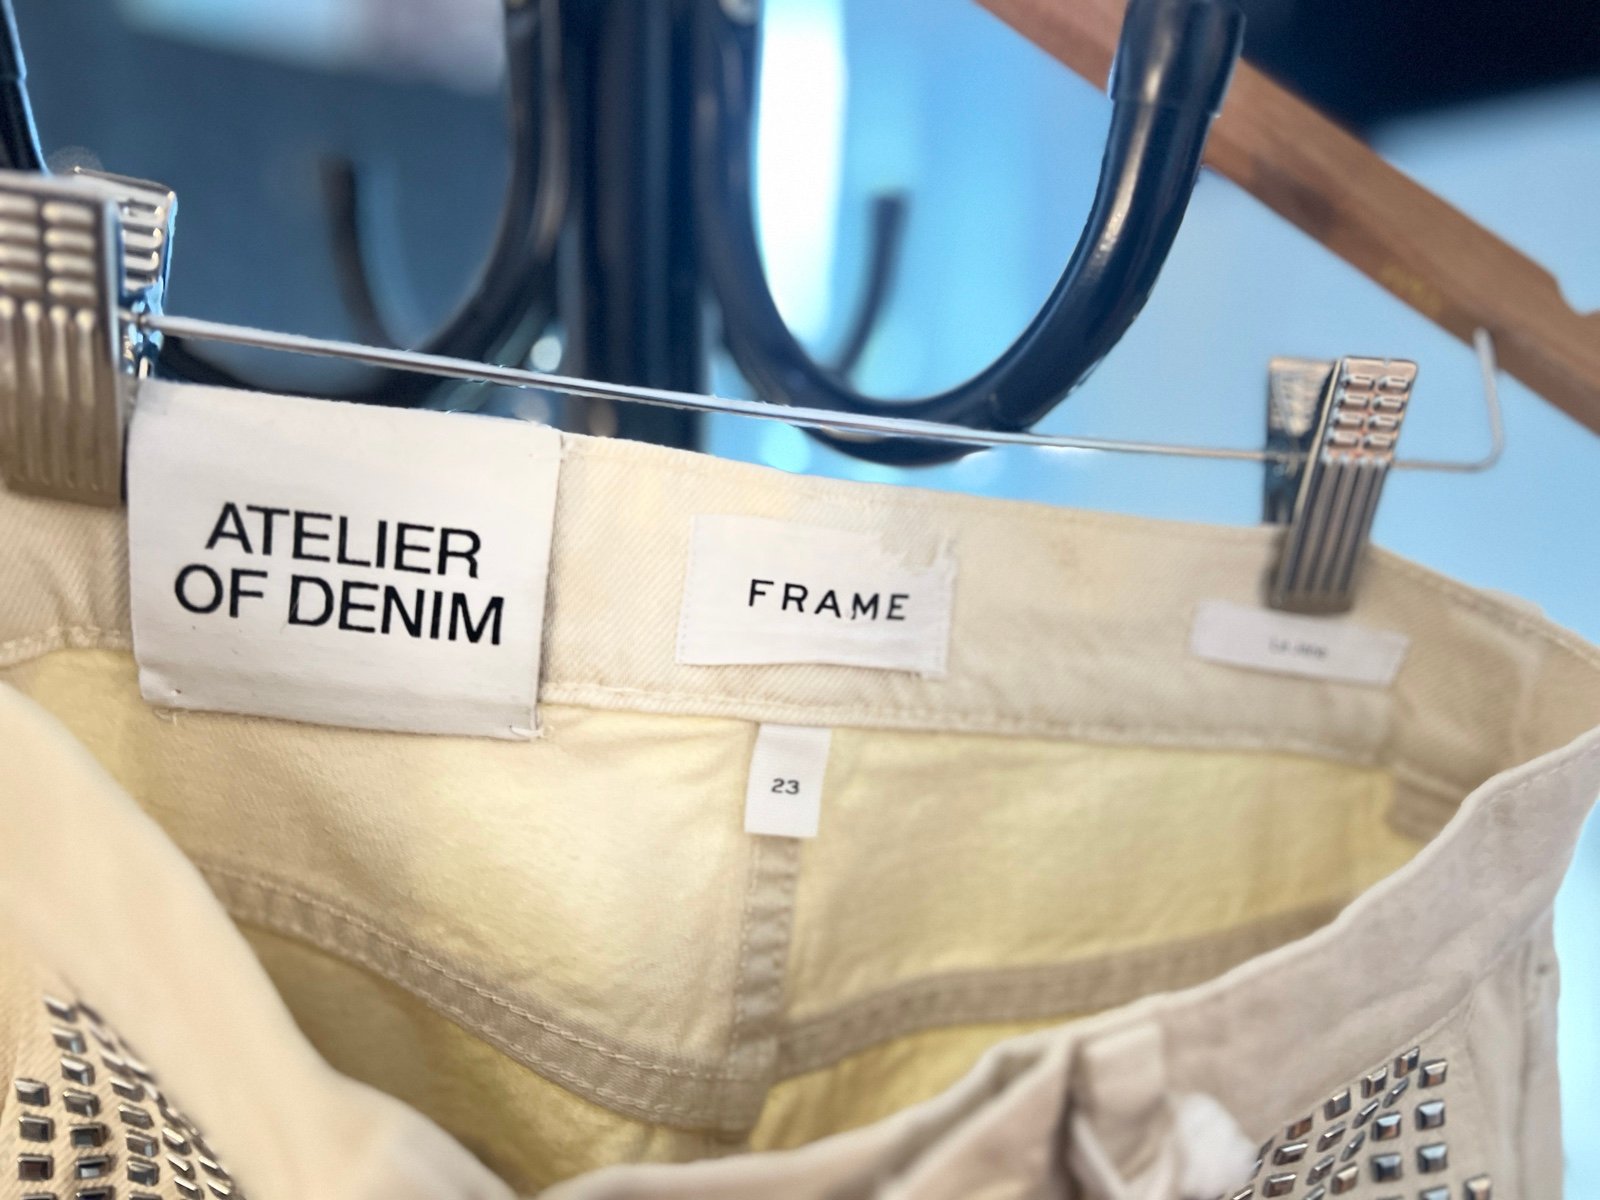 ATELIER
OF DENIM
FRAME
23